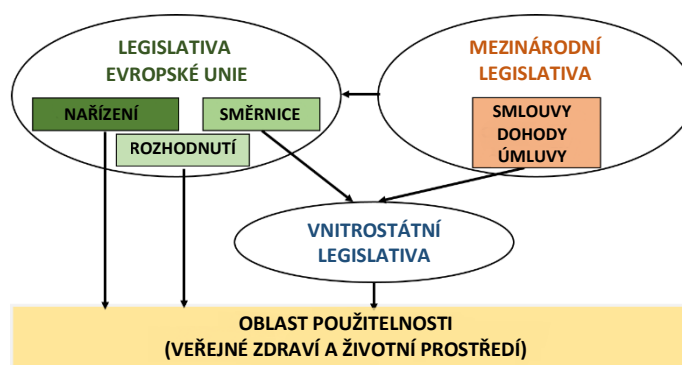 LEGISLATIVA
EVROPSKÉ UNIE
MEZINÁRODNÍ
LEGISLATIVA
NAŘÍZENÍ
SMĚRNICE
ROZHODNUTÍ
SMLOUVY
DOHODY
ÚMLUVY
VNITROSTÁTNÍ
LEGISLATIVA
OBLAST POUŽITELNOSTI
(VEŘEJNÉ ZDRAVÍ A ŽIVOTNÍ PROSTŘEDÍ)